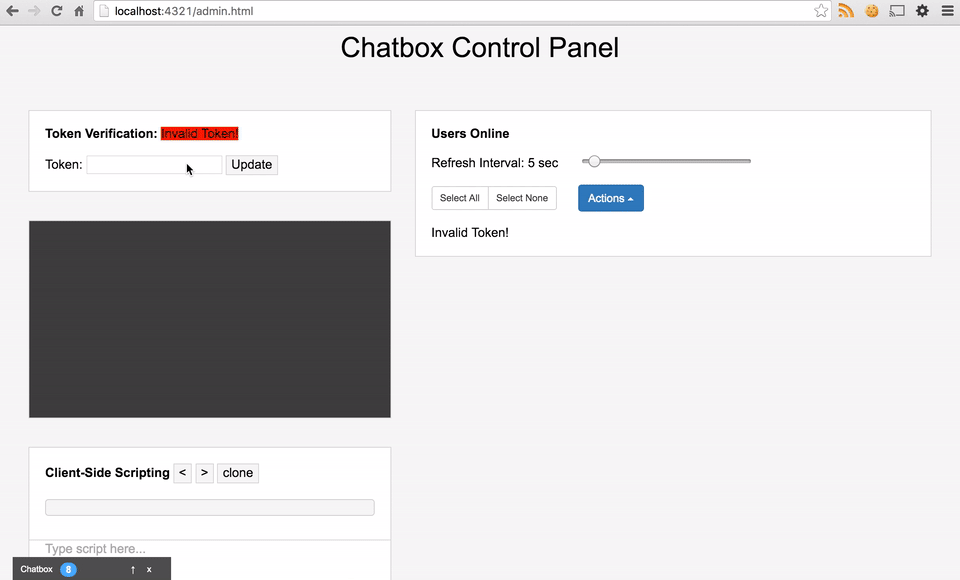 localhost:4321/admin.html
Chatbox Control Panel
Token Verification: Invalid Token!
Token: Update
Users Online
Refresh Interval: 5 sec
Select All Select None Actions
Invalid Token!
Client-Side Scripting < > clone
Type script here...
Chatbox 8 ↑ x